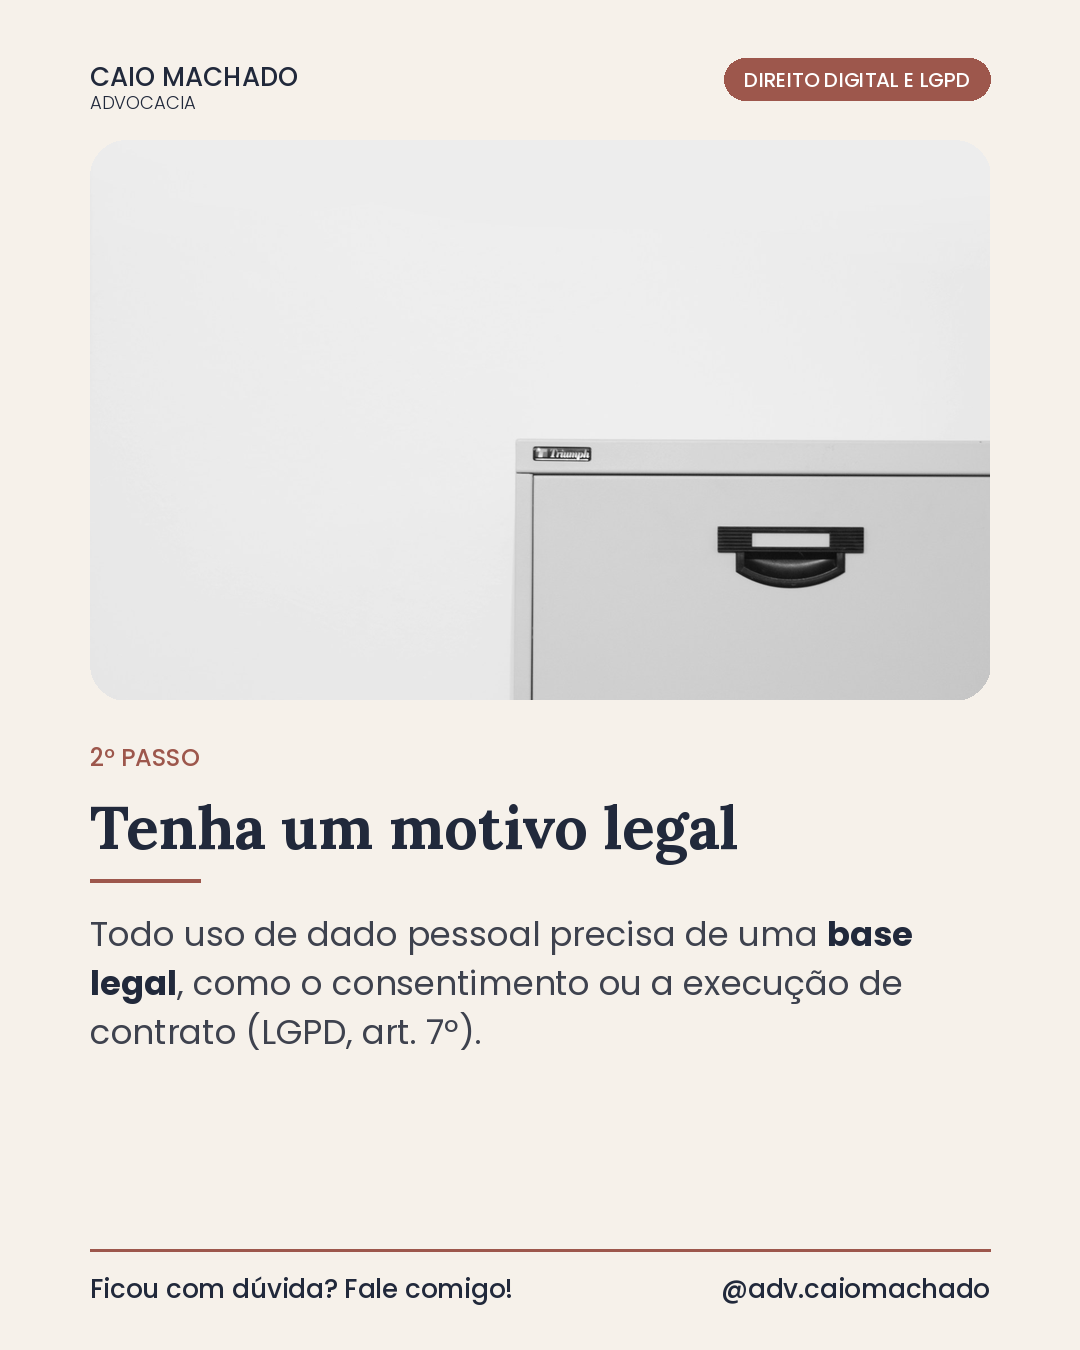 CAIO MACHADO
ADVOCACIA
DIREITO DIGITAL E LGPD
Triumph
2º PASSO
Tenha um motivo legal
Todo uso de dado pessoal precisa de uma base
legal, como o consentimento ou a execução de
contrato (LGPD, art. 7º).
Ficou com dúvida? Fale comigo!
@adv.caiomachado